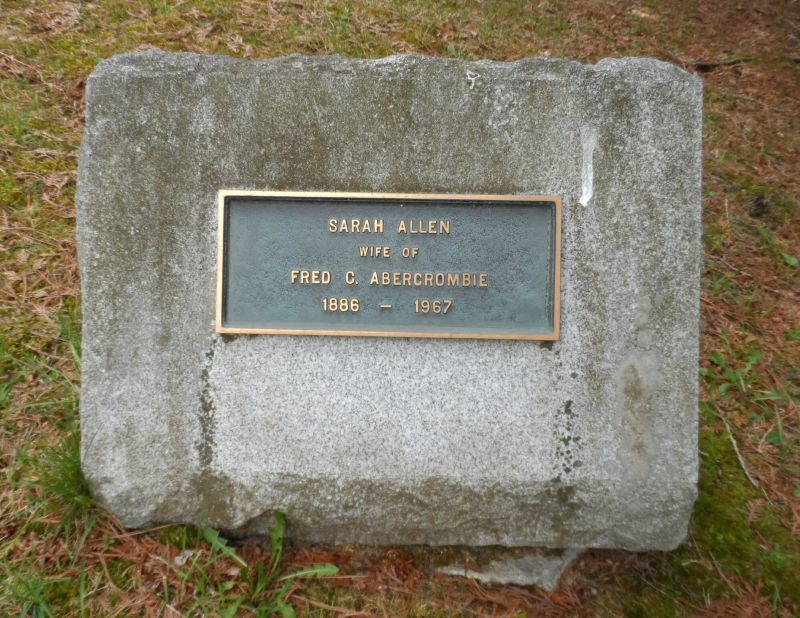 SARAH ALLEN
WIFE OF
FRED C. ABERCROMBIE
1886 – 1967